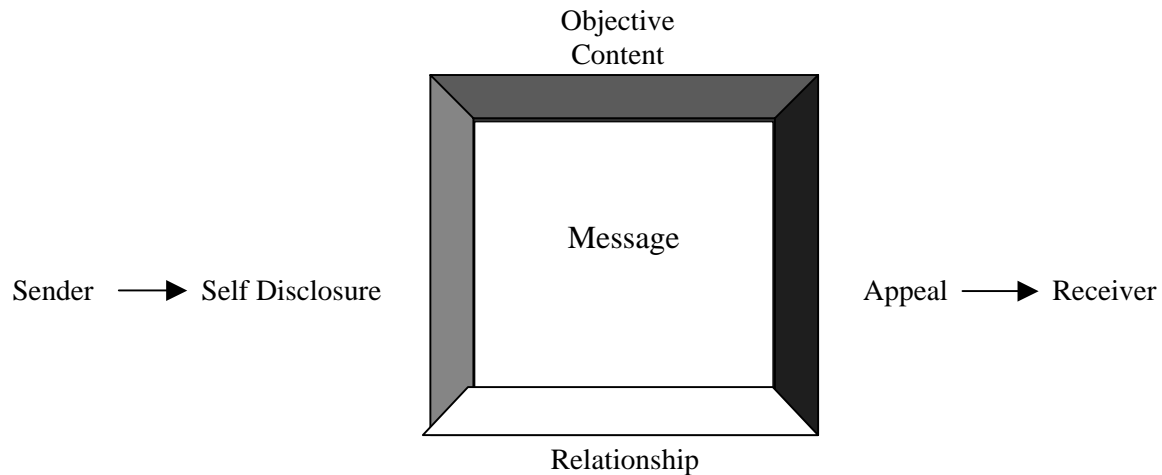 Objective
Content
Message
Sender
Self Disclosure
Appeal
Receiver
Relationship